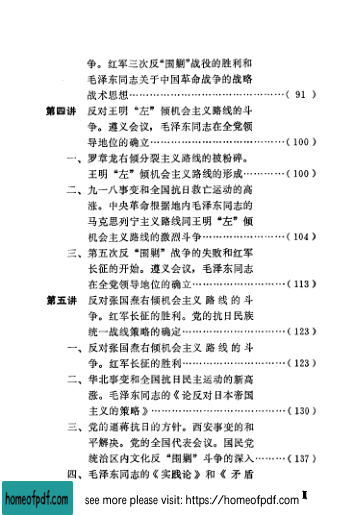 争。红军三次反“围剿”战役的胜利和
毛泽东同志关于中国革命战争的战略
战术思想……………………………………( 91 )
第四讲 反对王明“左”倾机会主义路线的斗
争。遵义会议，毛泽东同志在全党领
导地位的确立………………………………(100)
一、罗章龙右倾分裂主义路线的被粉碎。
王明“左”倾机会主义路线的形成…………(100)
二、九一八事变和全国抗日救亡运动的高
涨。中央革命根据地内毛泽东同志的
马克思列宁主义路线同王明“左”倾
机会主义路线的激烈斗争…………………(104)
三、第五次反“围剿”战争的失败和红军
长征的开始。遵义会议，毛泽东同志
在全党领导地位的确立……………………(113)
第五讲 反对张国焘右倾机会主义路线的斗
争。红军长征的胜利。党的抗日民族
统一战线策略的确定………………………(123)
一、反对张国焘右倾机会主义路线的斗
争。红军长征的胜利………………………(123)
二、华北事变和全国抗日民主运动的新高
涨。毛泽东同志的《论反对日本帝国
主义的策略》………………………………(130)
三、党的逼蒋抗日的方针。西安事变的和
平解决。党的全国代表会议。国民党
统治区内文化反“围剿”斗争的深入………(137)
四、毛泽东同志的《实践论》和《矛盾
homeofpdf.com see more please visit: https://homeofpdf.com